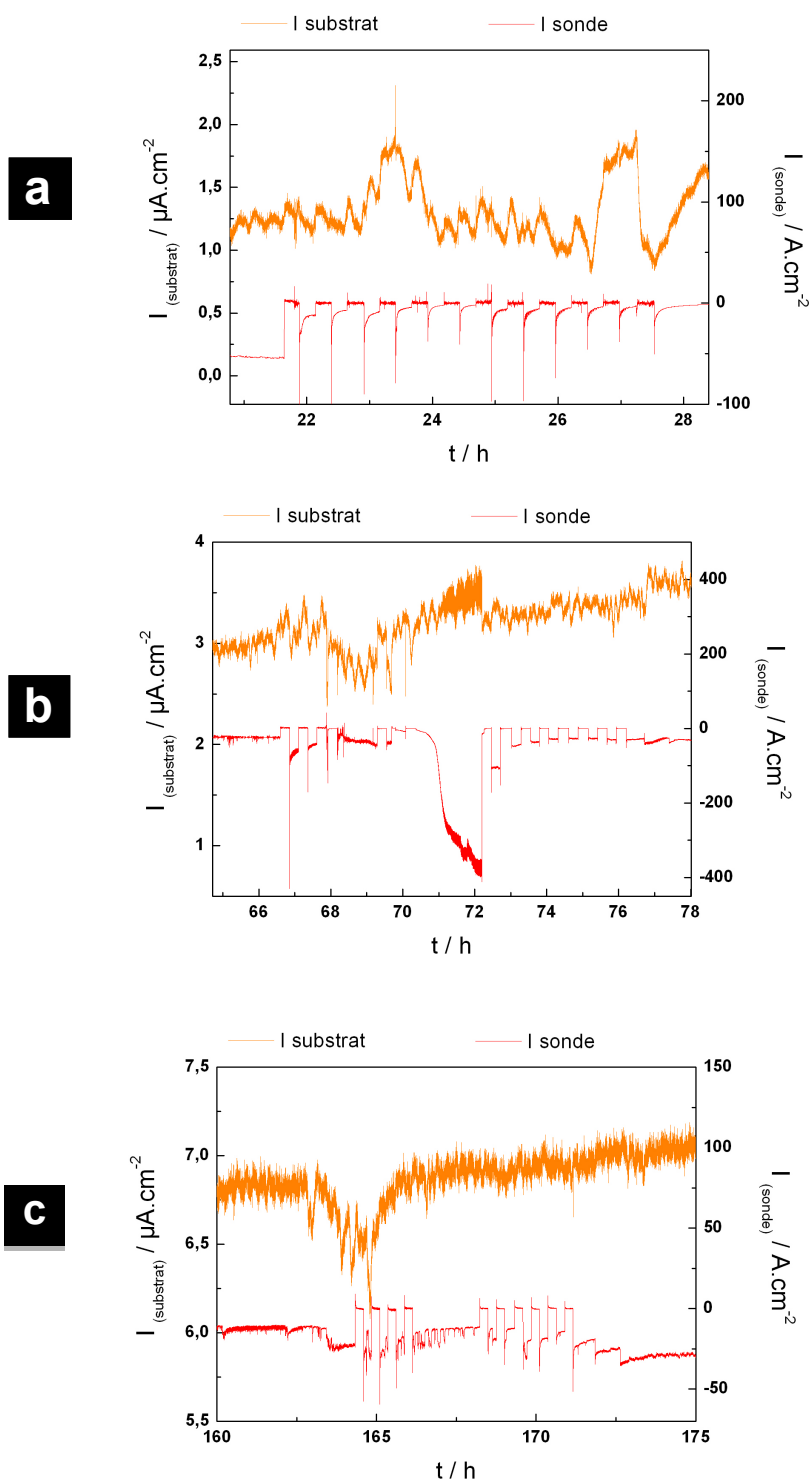 I substrat I sonde
a
I (substrat) / µA.cm-2
2,5
2,0
1,5
1,0
0,5
0,0
200
100
0
-100
I (sonde) / A.cm-2
22 24 26 28
t / h
I substrat I sonde
b
I (substrat) / µA.cm-2
4
3
2
1
400
200
0
-200
-400
I (sonde) / A.cm-2
66 68 70 72 74 76 78
t / h
I substrat I sonde
c
I (substrat) / µA.cm-2
7,5
7,0
6,5
6,0
5,5
150
100
50
0
-50
I (sonde) / A.cm-2
160 165 170 175
t / h